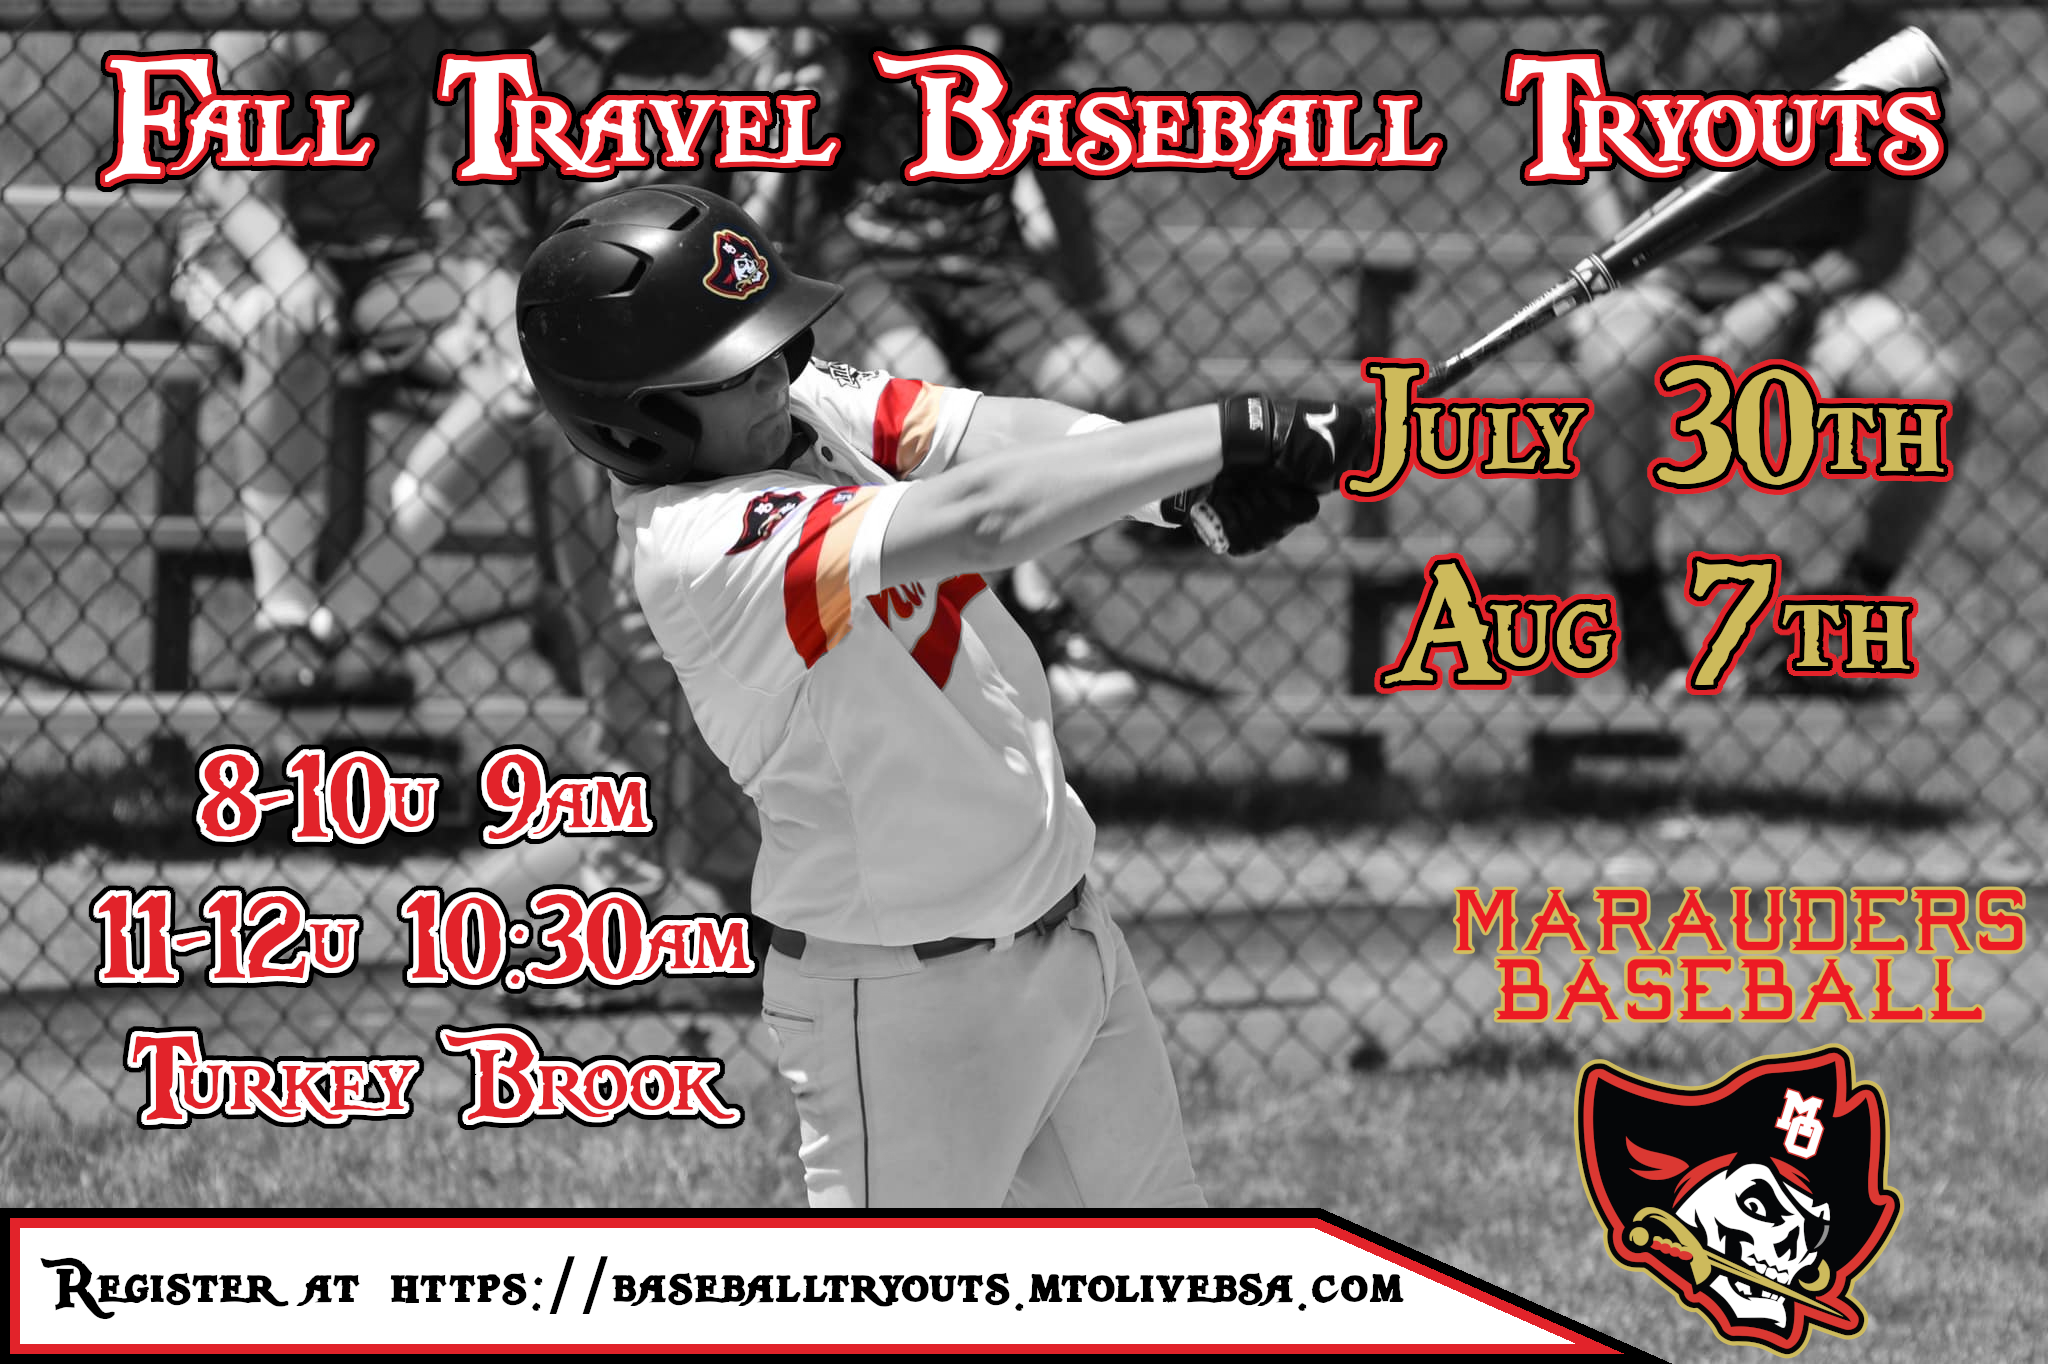 Fall Travel Baseball Tryouts
July 30th
Aug 7th
8-10u 9am
11-12u 10:30am
Turkey Brook
MARAUDERS
BASEBALL
MO
Register at https://baseballtryouts.mtolivebsa.com